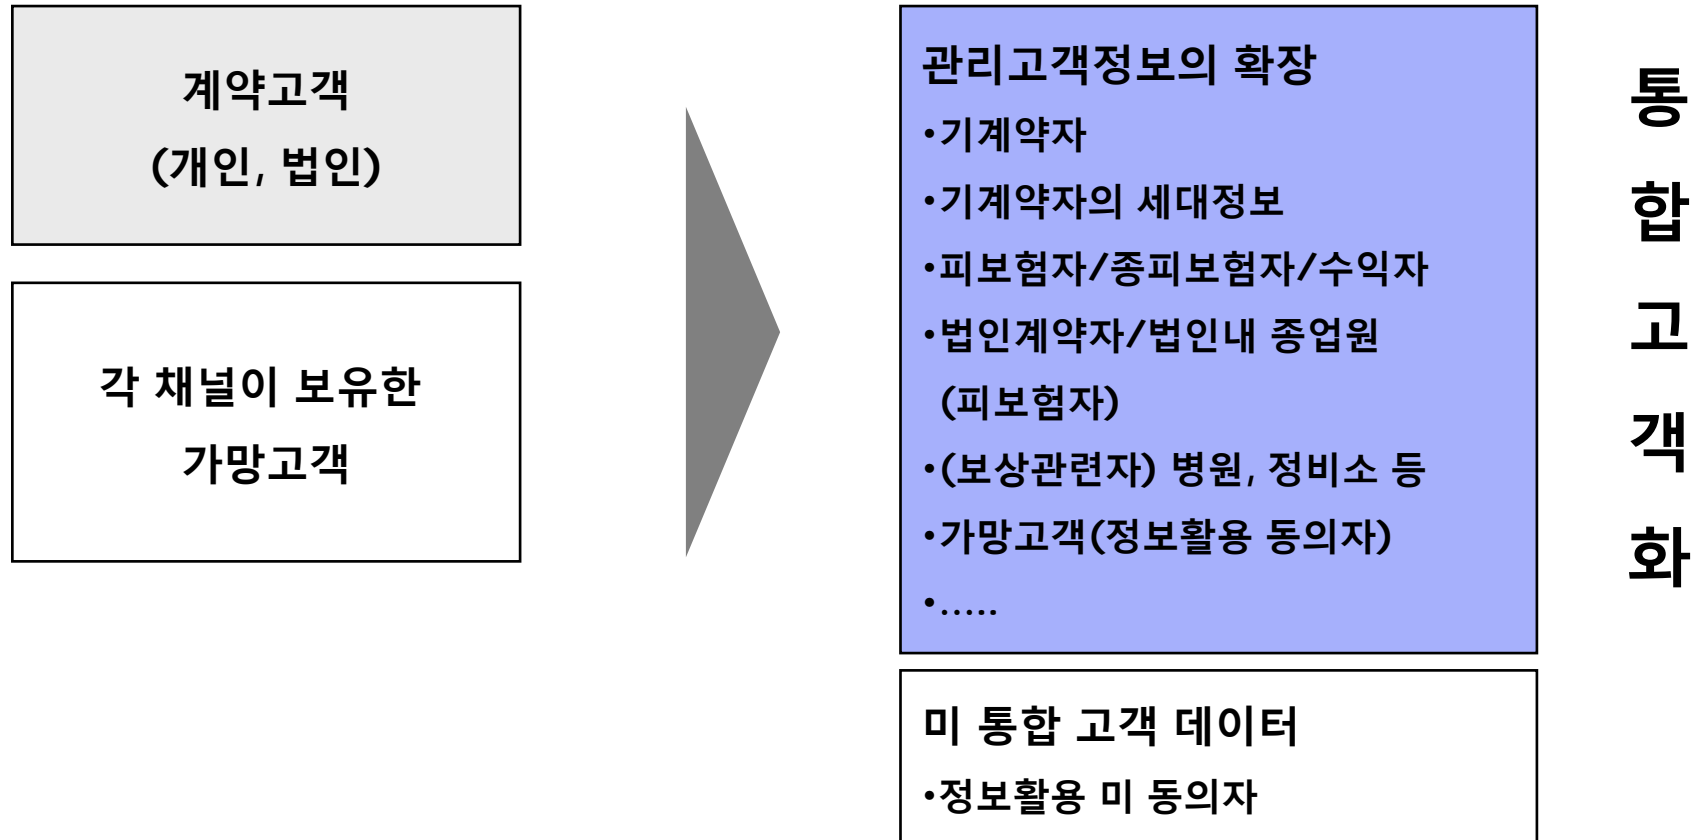 계약고객
(개인, 법인)
각 채널이 보유한
가망고객
관리고객정보의 확장
•기계약자
•기계약자의 세대정보
•피보험자/종피보험자/수익자
•법인계약자/법인내 종업원
(피보험자)
•(보상관련자) 병원, 정비소 등
•가망고객(정보활용 동의자)
•.....
미 통합 고객 데이터
•정보활용 미 동의자
통
합
고
객
화